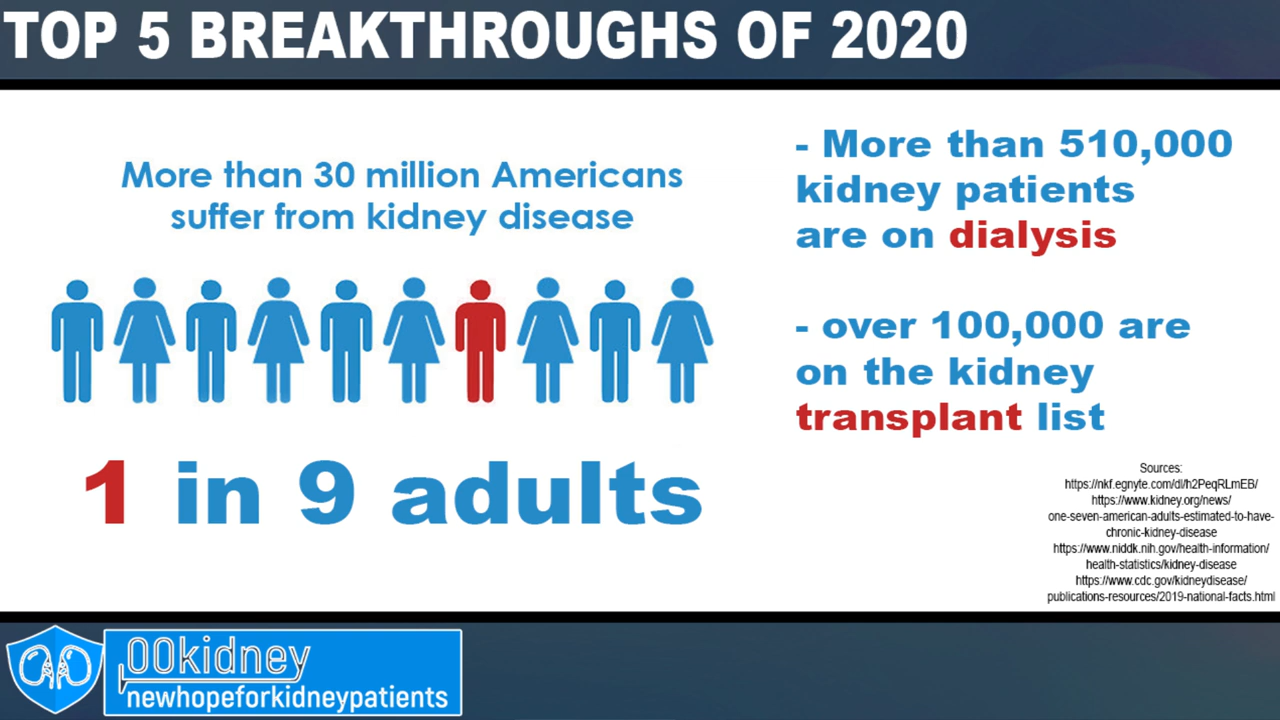 TOP 5 BREAKTHROUGHS OF 2020
More than 30 million Americans
suffer from kidney disease
1 in 9 adults
- More than 510,000
kidney patients
are on dialysis
- over 100,000 are
on the kidney
transplant list
Sources:
https://nkf.egnyte.com/dl/h2PeqRLmEB/
https://www.kidney.org/news/
one-seven-american-adults-estimated-to-have-
chronic-kidney-disease
https://www.niddk.nih.gov/health-information/
health-statistics/kidney-disease
https://www.cdc.gov/kidneydisease/
publications-resources/2019-national-facts.html
00kidney
newhopeforkidneypatients